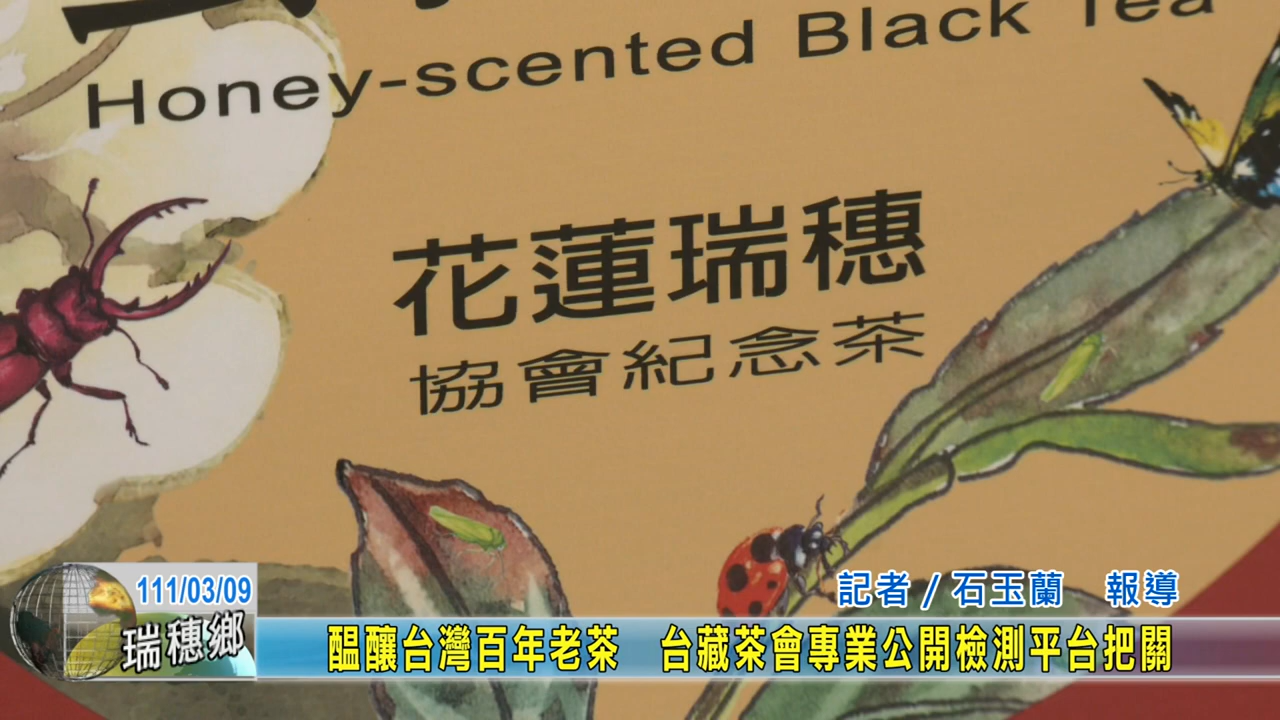 Honey-scented Black Tea
花蓮瑞穗
協會紀念茶
記者/石玉蘭 報導
111/03/09
瑞穗鄉
醞釀台灣百年老茶 台藏茶會專業公開檢測平台把關